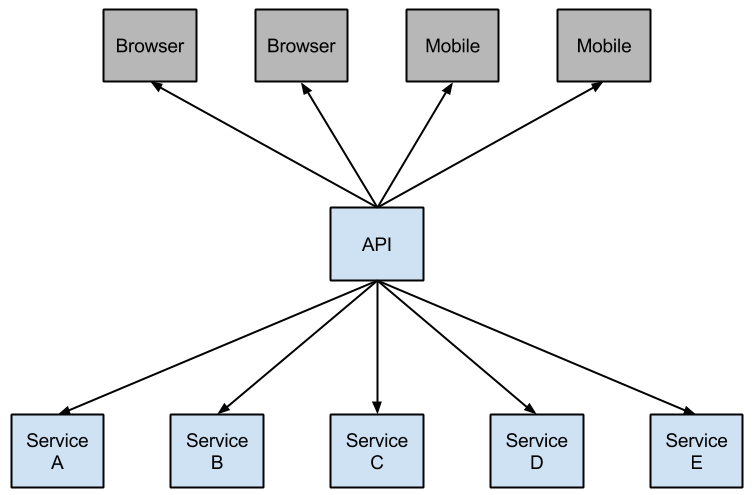 Browser
Browser
Mobile
Mobile
API
Service
A
Service
B
Service
C
Service
D
Service
E